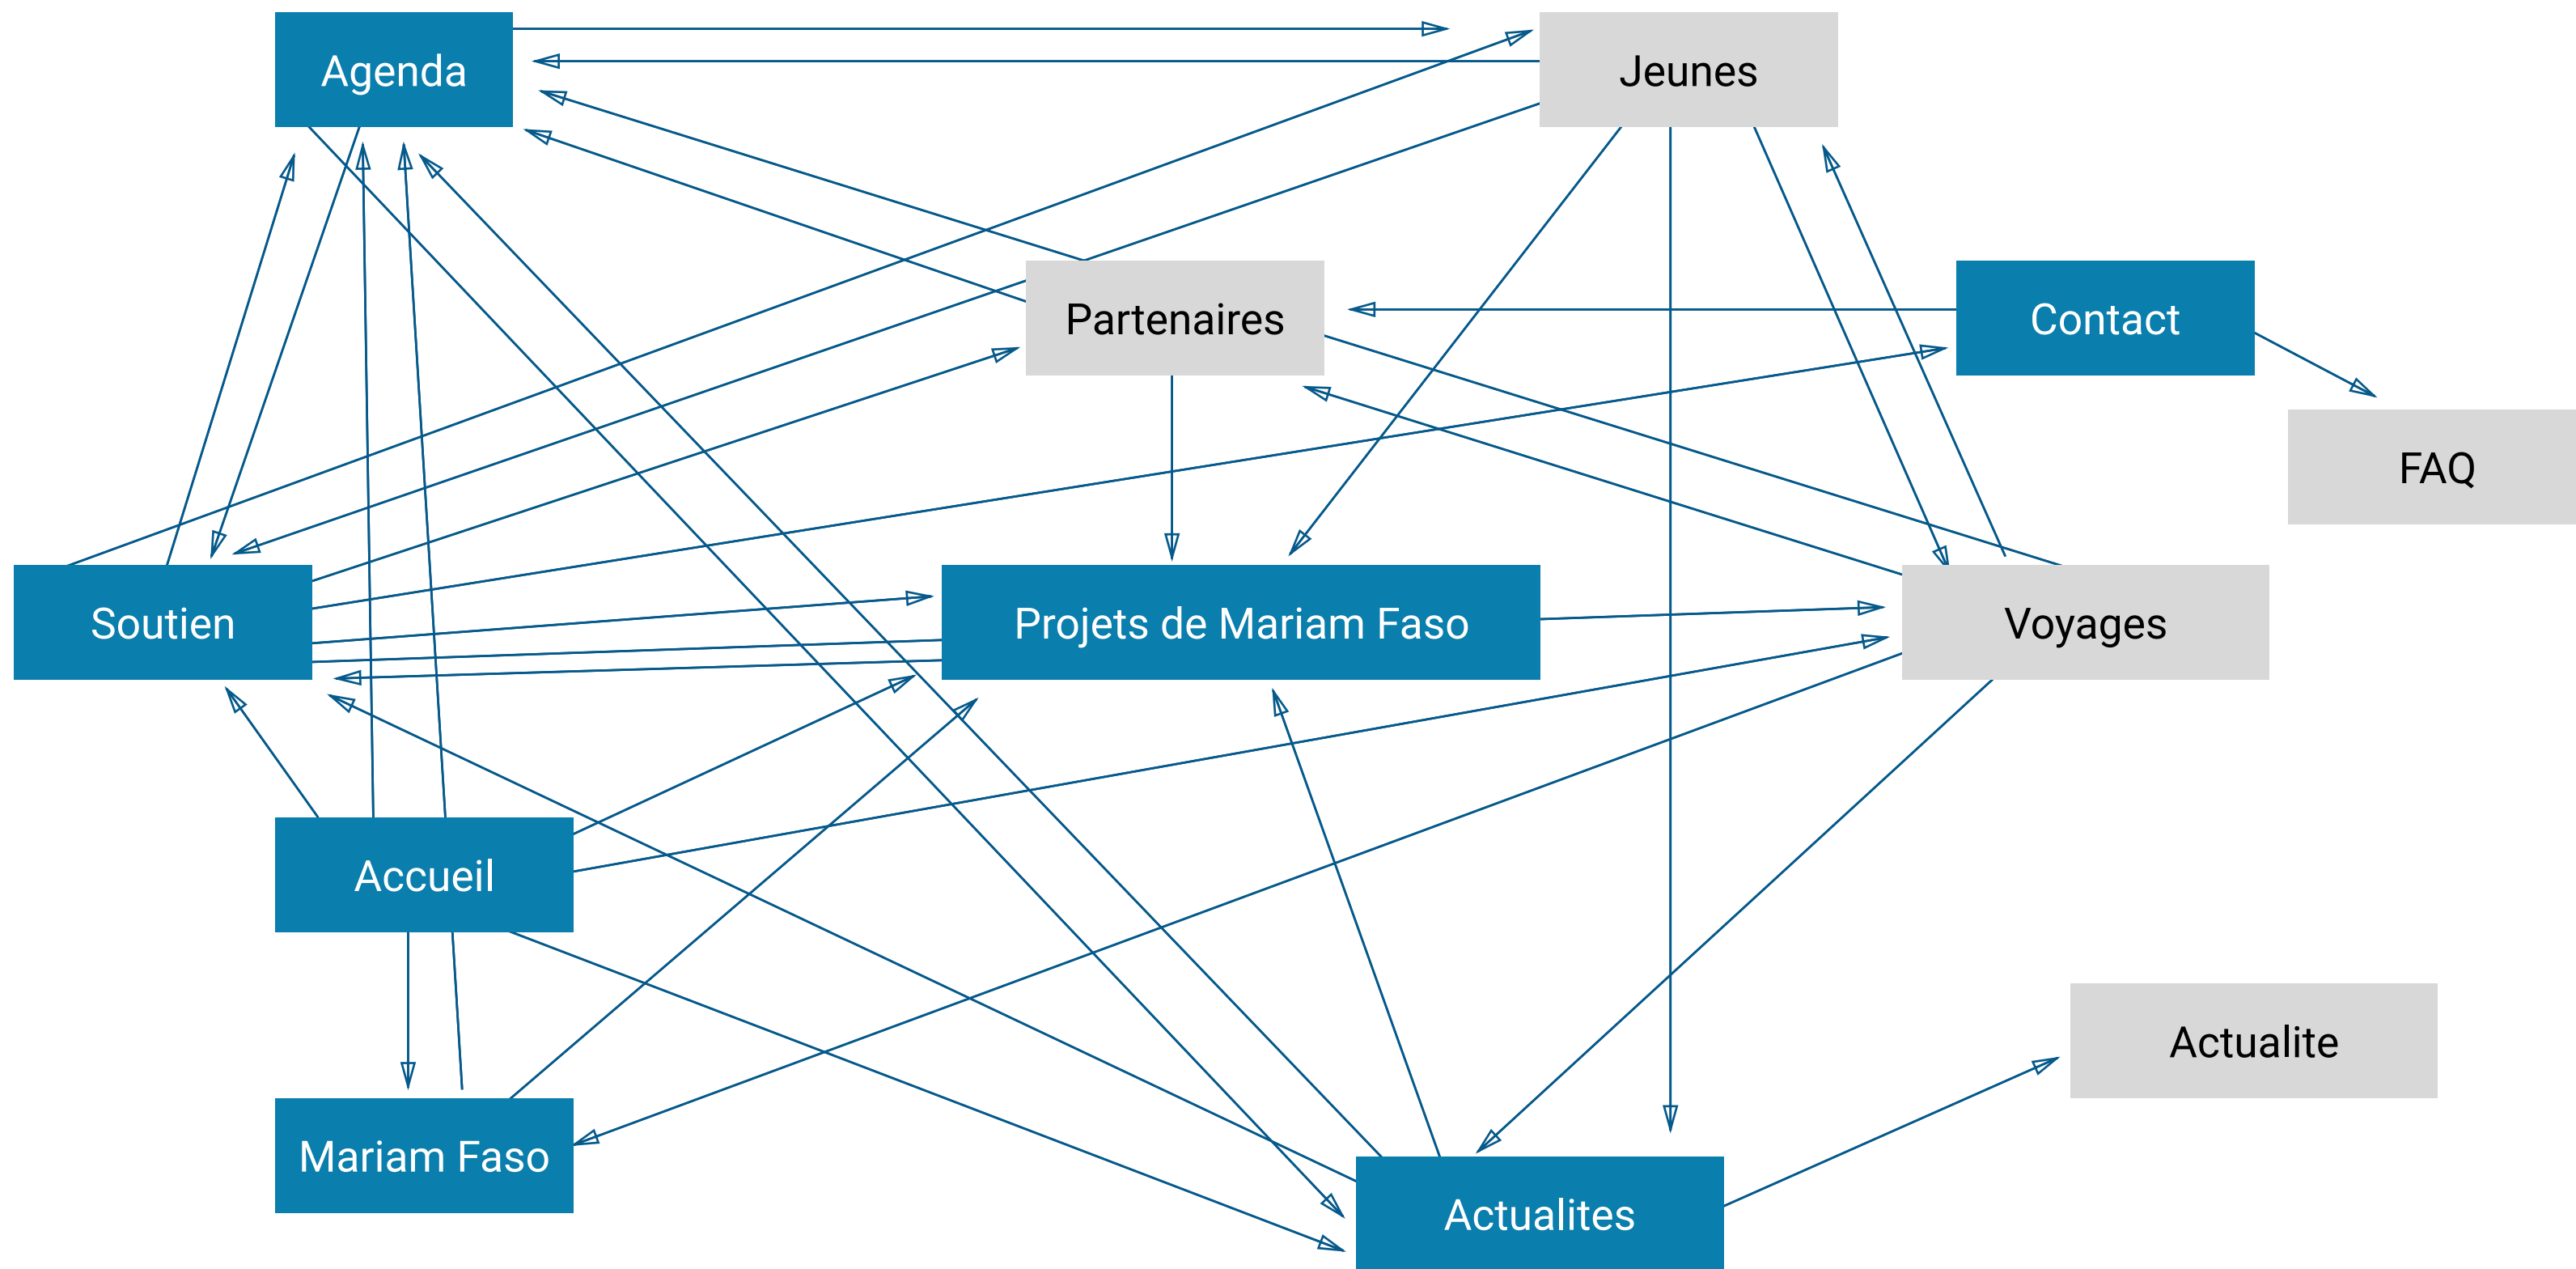 Agenda
Jeunes
Partenaires
Contact
FAQ
Soutien
Projets de Mariam Faso
Voyages
Accueil
Actualite
Mariam Faso
Actualites